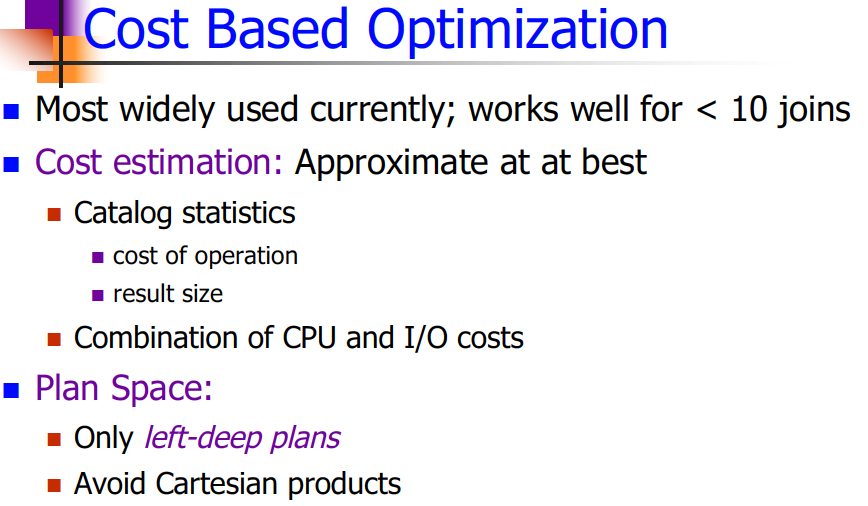 Cost Based Optimization
Most widely used currently; works well for < 10 joins
Cost estimation: Approximate at at best
Catalog statistics
cost of operation
result size
Combination of CPU and I/O costs
Plan Space:
Only left-deep plans
Avoid Cartesian products